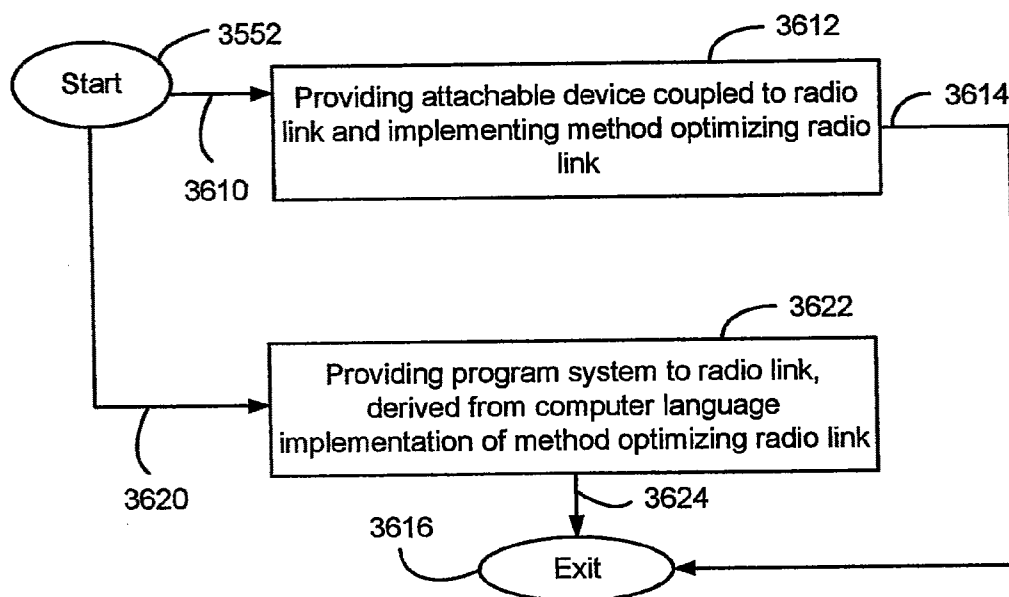 3552
Start
3610
3612
Providing attachable device coupled to radio
link and implementing method optimizing radio
link
3614
3622
Providing program system to radio link,
derived from computer language
implementation of method optimizing radio link
3620
3624
3616
Exit